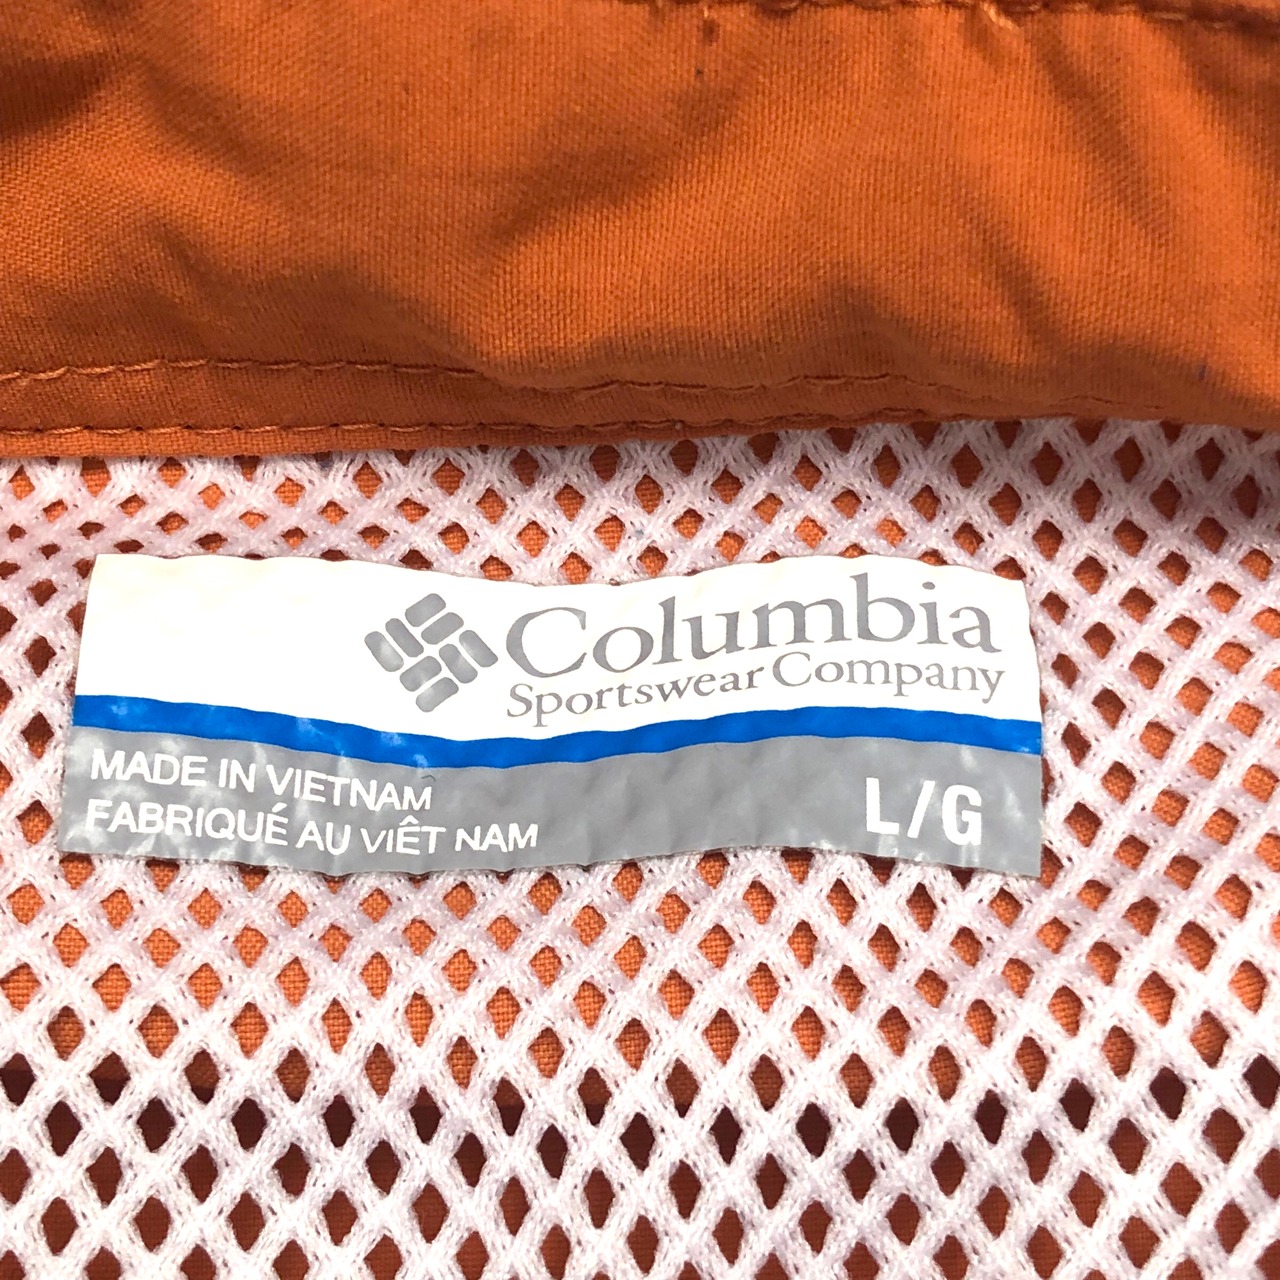 Columbia
Sportswear Company
MADE IN VIETNAM
FABRIQUÉ AU VIÊT NAM
L/G